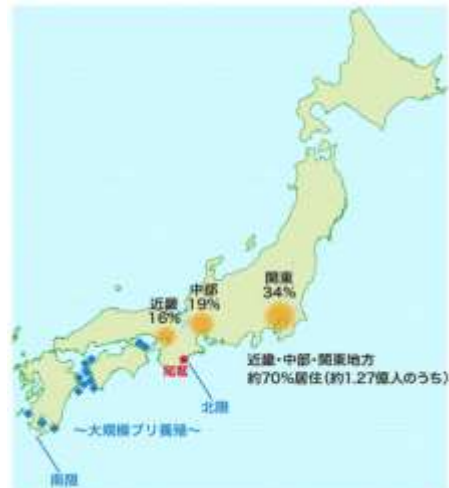 関東
34%
中部
19%
近畿
16%
尾鷲
北限
近畿・中部・関東地方
約70%居住(約1.27億人のうち)
～大規模ブリ養殖～
南限